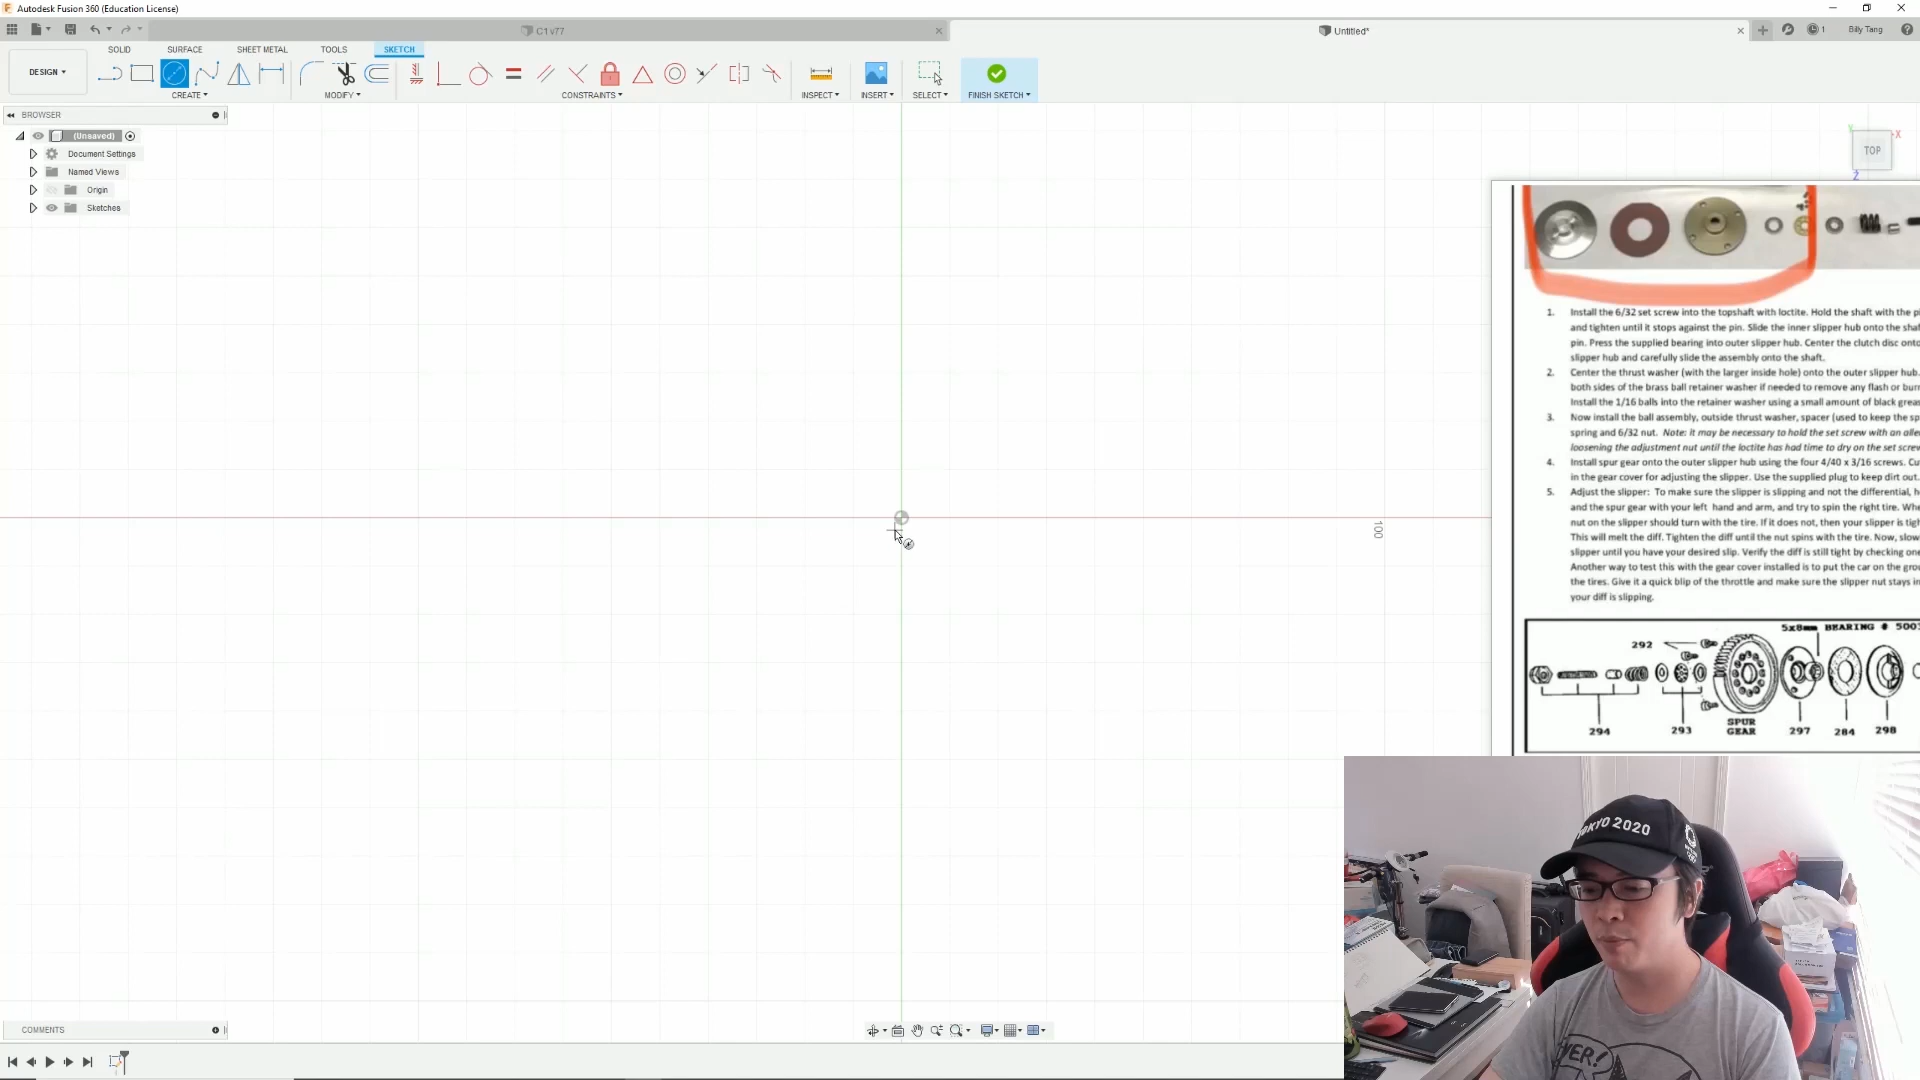 Autodesk Fusion 360 (Education License)
C1 v77
Untitled*
1
Billy Tang
SOLID
SURFACE
SHEET METAL
TOOLS
SKETCH
DESIGN
CREATE
MODIFY
CONSTRAINTS
INSPECT
INSERT
SELECT
FINISH SKETCH
BROWSER
(Unsaved)
Document Settings
Named Views
Origin
Sketches
Y
X
TOP
Z
100
1. Install the 6/32 set screw into the topshaft with loctite. Hold the shaft with the
and tighten until it stops against the pin. Slide the inner slipper hub onto the
pin. Press the supplied bearing into outer slipper hub. Center the clutch disc
slipper hub and carefully slide the assembly onto the shaft.
2. Center the thrust washer (with the larger inside hole) onto the outer slipper hub.
both sides of the brass ball retainer washer if needed to remove any flash or
Install the 1/16 balls into the retainer washer using a small amount of black
3. Now install the ball assembly, outside thrust washer, spacer (used to keep the
spring and 6/32 nut. Note: it may be necessary to hold the set screw with an
loosening the adjustment nut until the loctite has had time to dry on the set
4. Install spur gear onto the outer slipper hub using the four 4/40 x 3/16 screws.
in the gear cover for adjusting the slipper. Use the supplied plug to keep dirt out.
5. Adjust the slipper: To make sure the slipper is slipping and not the differential,
and the spur gear with your left hand and arm, and try to spin the right tire.
nut on the slipper should turn with the tire. If it does not, then your slipper is
This will melt the diff. Tighten the diff until the nut spins with the tire. Now,
slipper until you have your desired slip. Verify the diff is still tight by checking
Another way to test this with the gear cover installed is to put the car on the
the tires. Give it a quick blip of the throttle and make sure the slipper nut stays
your diff is slipping.
5x8mm BEARING #
292
294
293
SPUR
GEAR
297
284
298
TOKYO 2020
COMMENTS